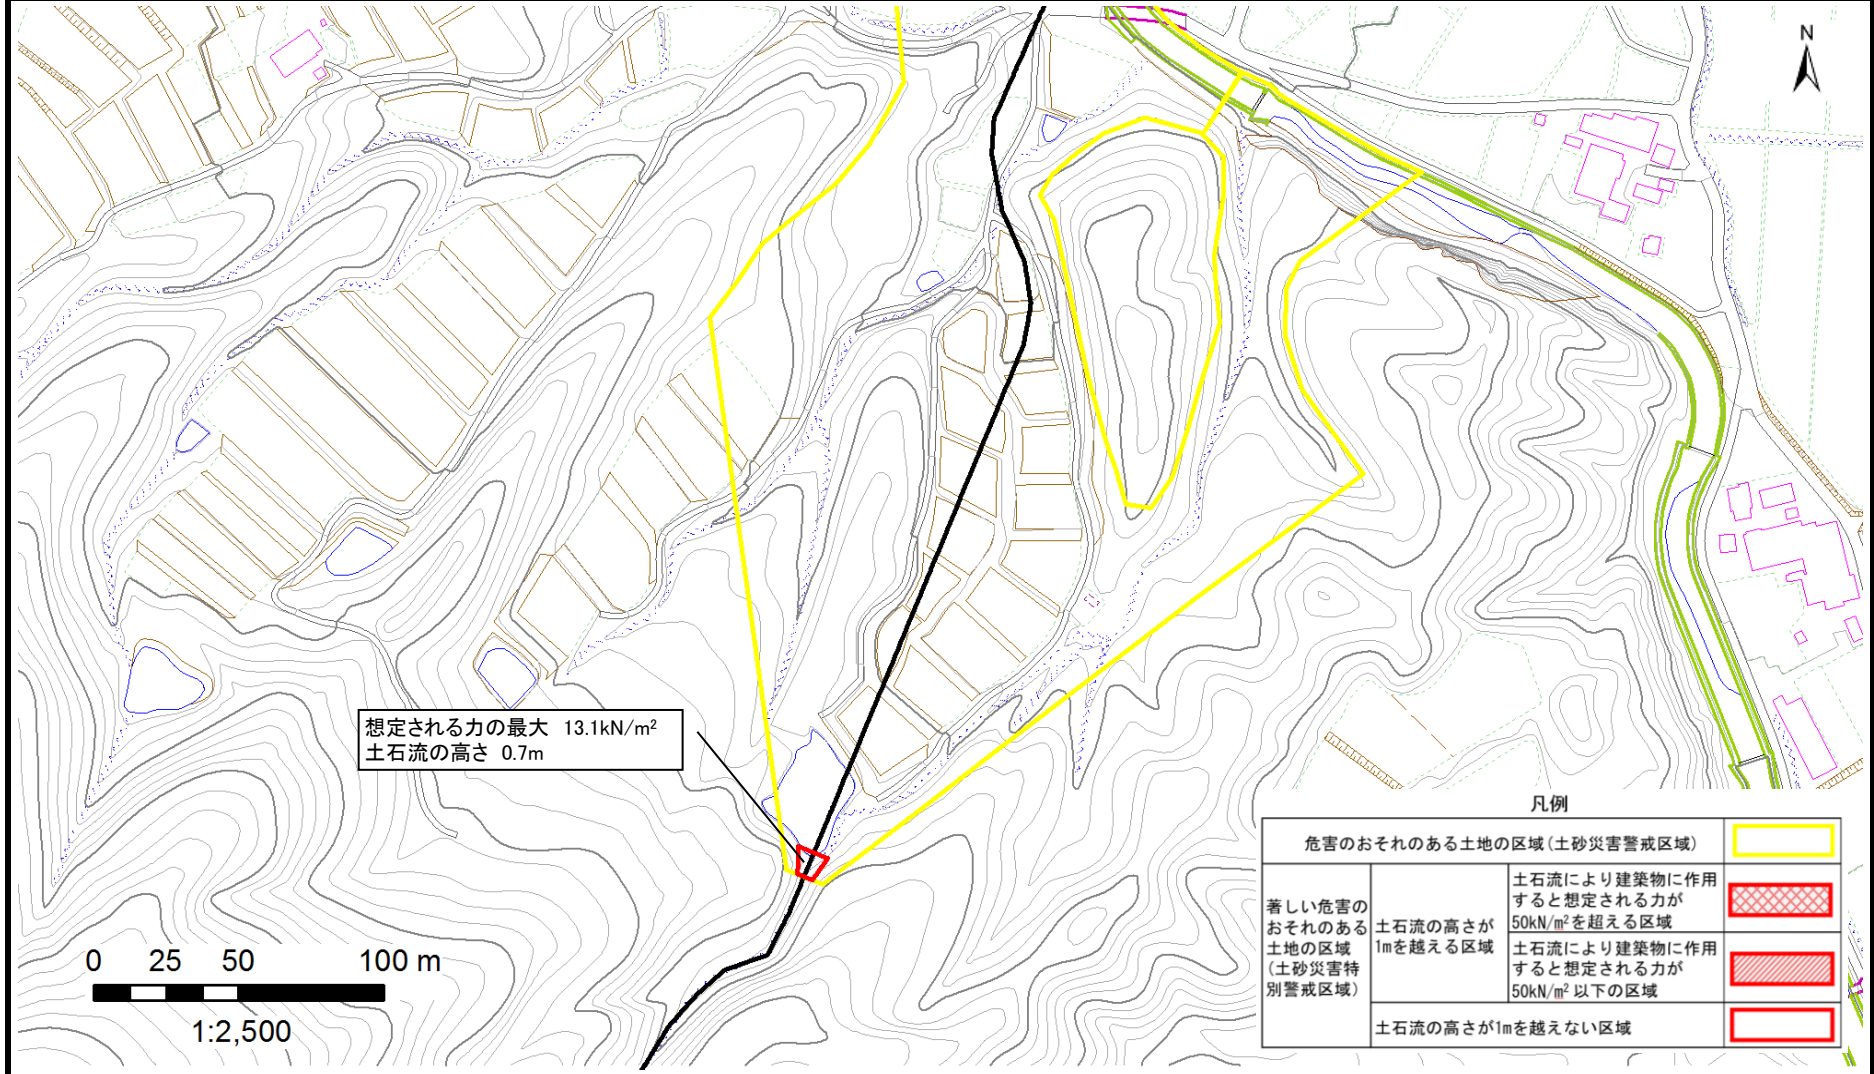 N
想定される力の最大 13.1kN/m²
土石流の高さ 0.7m
0 25 50 100 m
1:2,500
凡例
危害のおそれのある土地の区域(土砂災害警戒区域)
著しい危害の
おそれのある
土地の区域
(土砂災害特
別警戒区域)
土石流の高さが
1mを越える区域
土石流により建築物に作用
すると想定される力が
50kN/m²を超える区域
土石流により建築物に作用
すると想定される力が
50kN/m²以下の区域
土石流の高さが1mを越えない区域